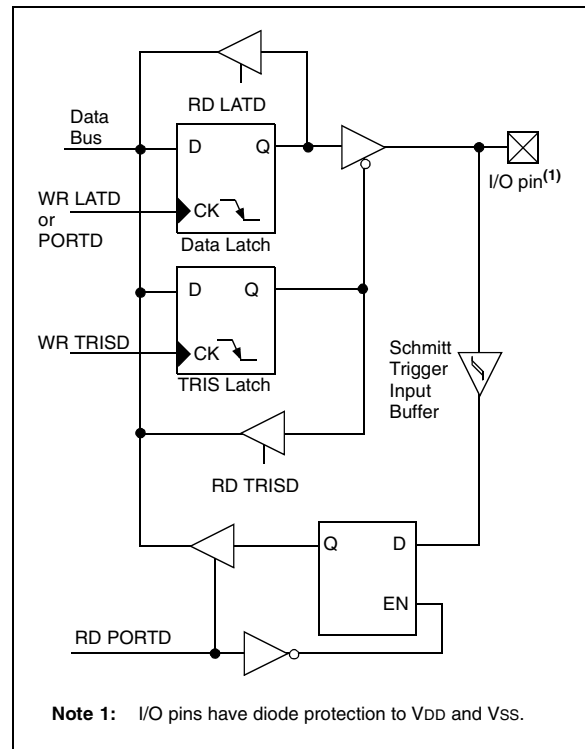 RD LATD
Data
Bus
D
Q
I/O pin(1)
WR LATD
or
PORTD
CK
Data Latch
D
Q
WR TRISD
CK
TRIS Latch
Schmitt
Trigger
Input
Buffer
RD TRISD
Q
D
EN
RD PORTD
Note 1: I/O pins have diode protection to VDD and VSS.